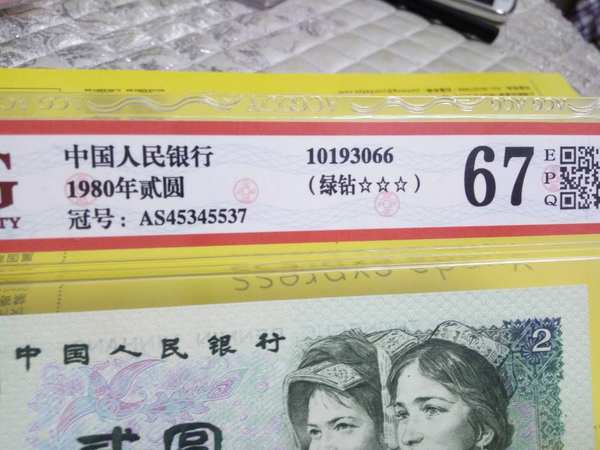 中国人民银行
1980年贰圆
冠号：AS45345537
10193066
（绿钻☆☆☆）
67
E
P
Q
G
TY
中国人民银行
2
贰圆